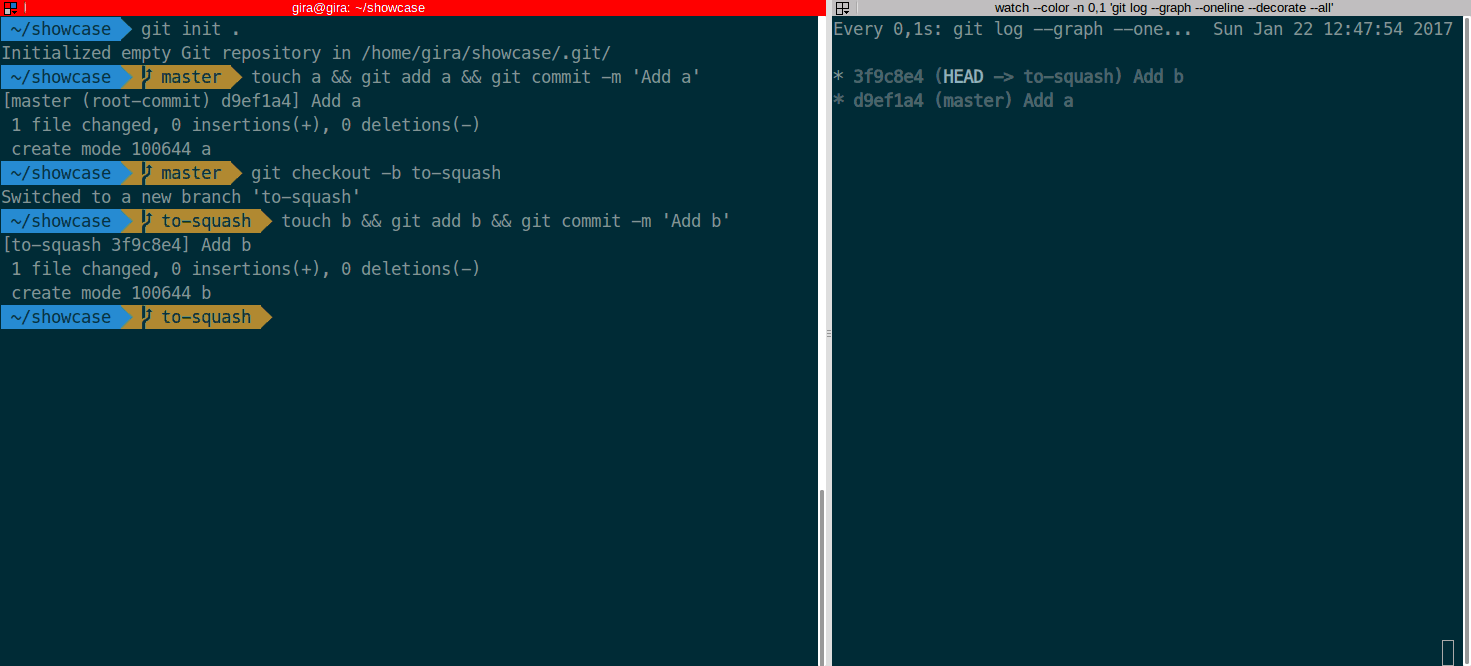 gira@gira: ~/showcase
~/showcase git init .
Initialized empty Git repository in /home/gira/showcase/.git/
~/showcase master touch a && git add a && git commit -m 'Add a'
[master (root-commit) d9ef1a4] Add a
1 file changed, 0 insertions(+), 0 deletions(-)
create mode 100644 a
~/showcase master git checkout -b to-squash
Switched to a new branch 'to-squash'
~/showcase to-squash touch b && git add b && git commit -m 'Add b'
[to-squash 3f9c8e4] Add b
1 file changed, 0 insertions(+), 0 deletions(-)
create mode 100644 b
~/showcase to-squash
watch --color -n 0,1 'git log --graph --oneline --decorate --all'
Every 0,1s: git log --graph --one... Sun Jan 22 12:47:54 2017
* 3f9c8e4 (HEAD -> to-squash) Add b
* d9ef1a4 (master) Add a